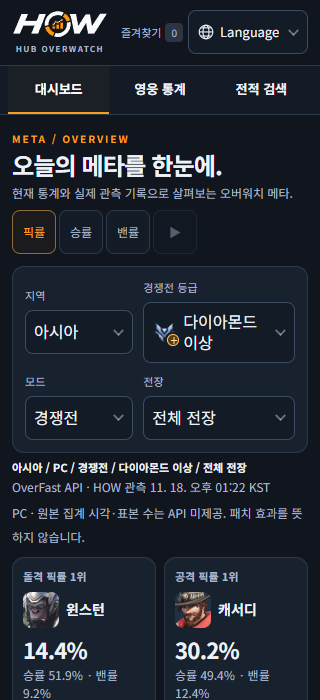 HOW
HUB OVERWATCH
즐겨찾기 0
Language
대시보드 영웅 통계 전적 검색
META / OVERVIEW
오늘의 메타를 한눈에.
현재 통계와 실제 관측 기록으로 살펴보는 오버워치 메타.
픽률 승률 밴률
지역 경쟁전 등급
아시아 다이아몬드
이상
모드 전장
경쟁전 전체 전장
아시아 / PC / 경쟁전 / 다이아몬드 이상 / 전체 전장
OverFast API · HOW 관측 11. 18. 오후 01:22 KST
PC · 원본 집계 시각·표본 수는 API 미제공. 패치 효과를 뜻
하지 않습니다.
돌격 픽률 1위 공격 픽률 1위
윈스턴 캐서디
14.4% 30.2%
승률 51.9% · 밴률 승률 49.4% · 밴률
9.2% 12.4%